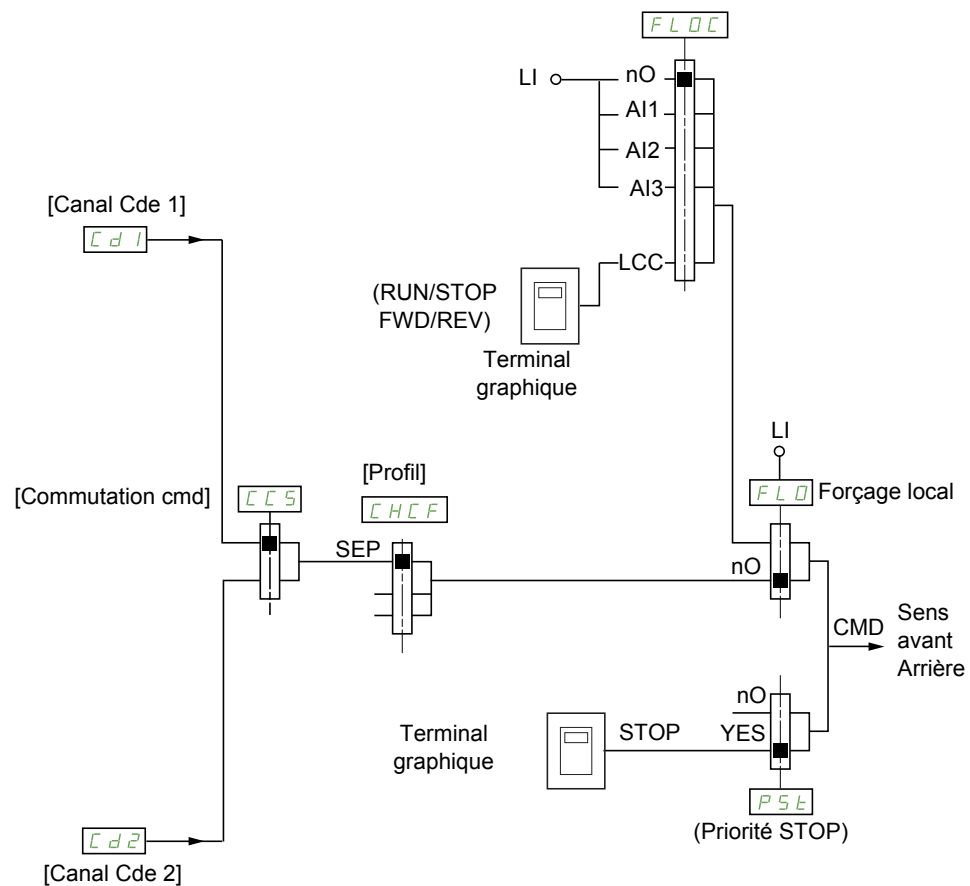 FLOC
LI
nO
AI1
AI2
AI3
LCC
[Canal Cde 1]
Cd1
(RUN/STOP
FWD/REV)
Terminal
graphique
LI
[Profil]
[Commutation cmd]
CCS
CHCF
FLO
Forçage local
SEP
nO
CMD
Sens
avant
Arrière
nO
Terminal
graphique
STOP
YES
PSt
(Priorité STOP)
Cd2
[Canal Cde 2]